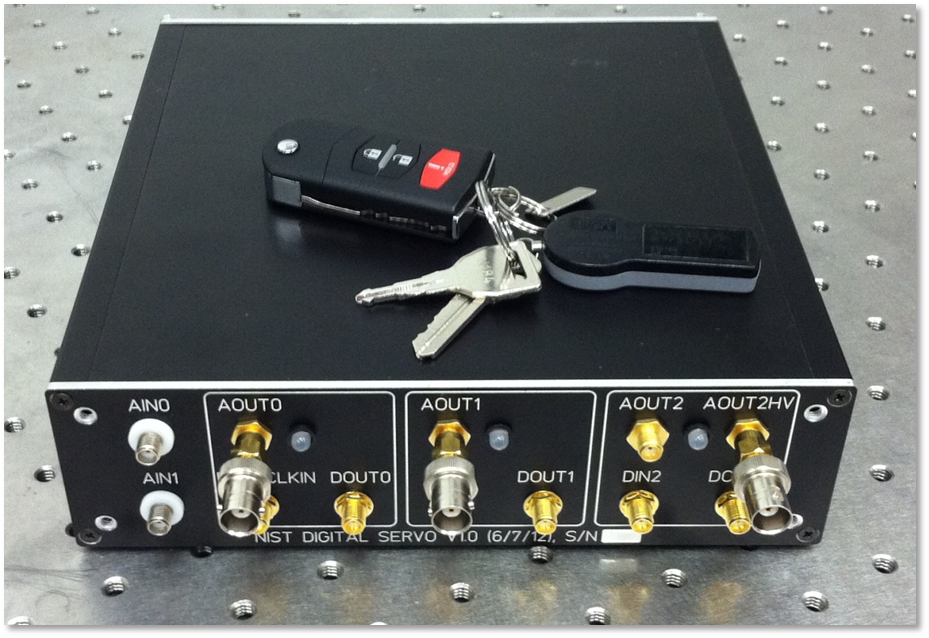 AIN0
AOUT0
AOUT1
AOUT2 AOUT2HV
AIN1
CLKIN DOUT0
DOUT1
DIN2
NIST DIGITAL SERVO V1.0 (6/7/12), S/N